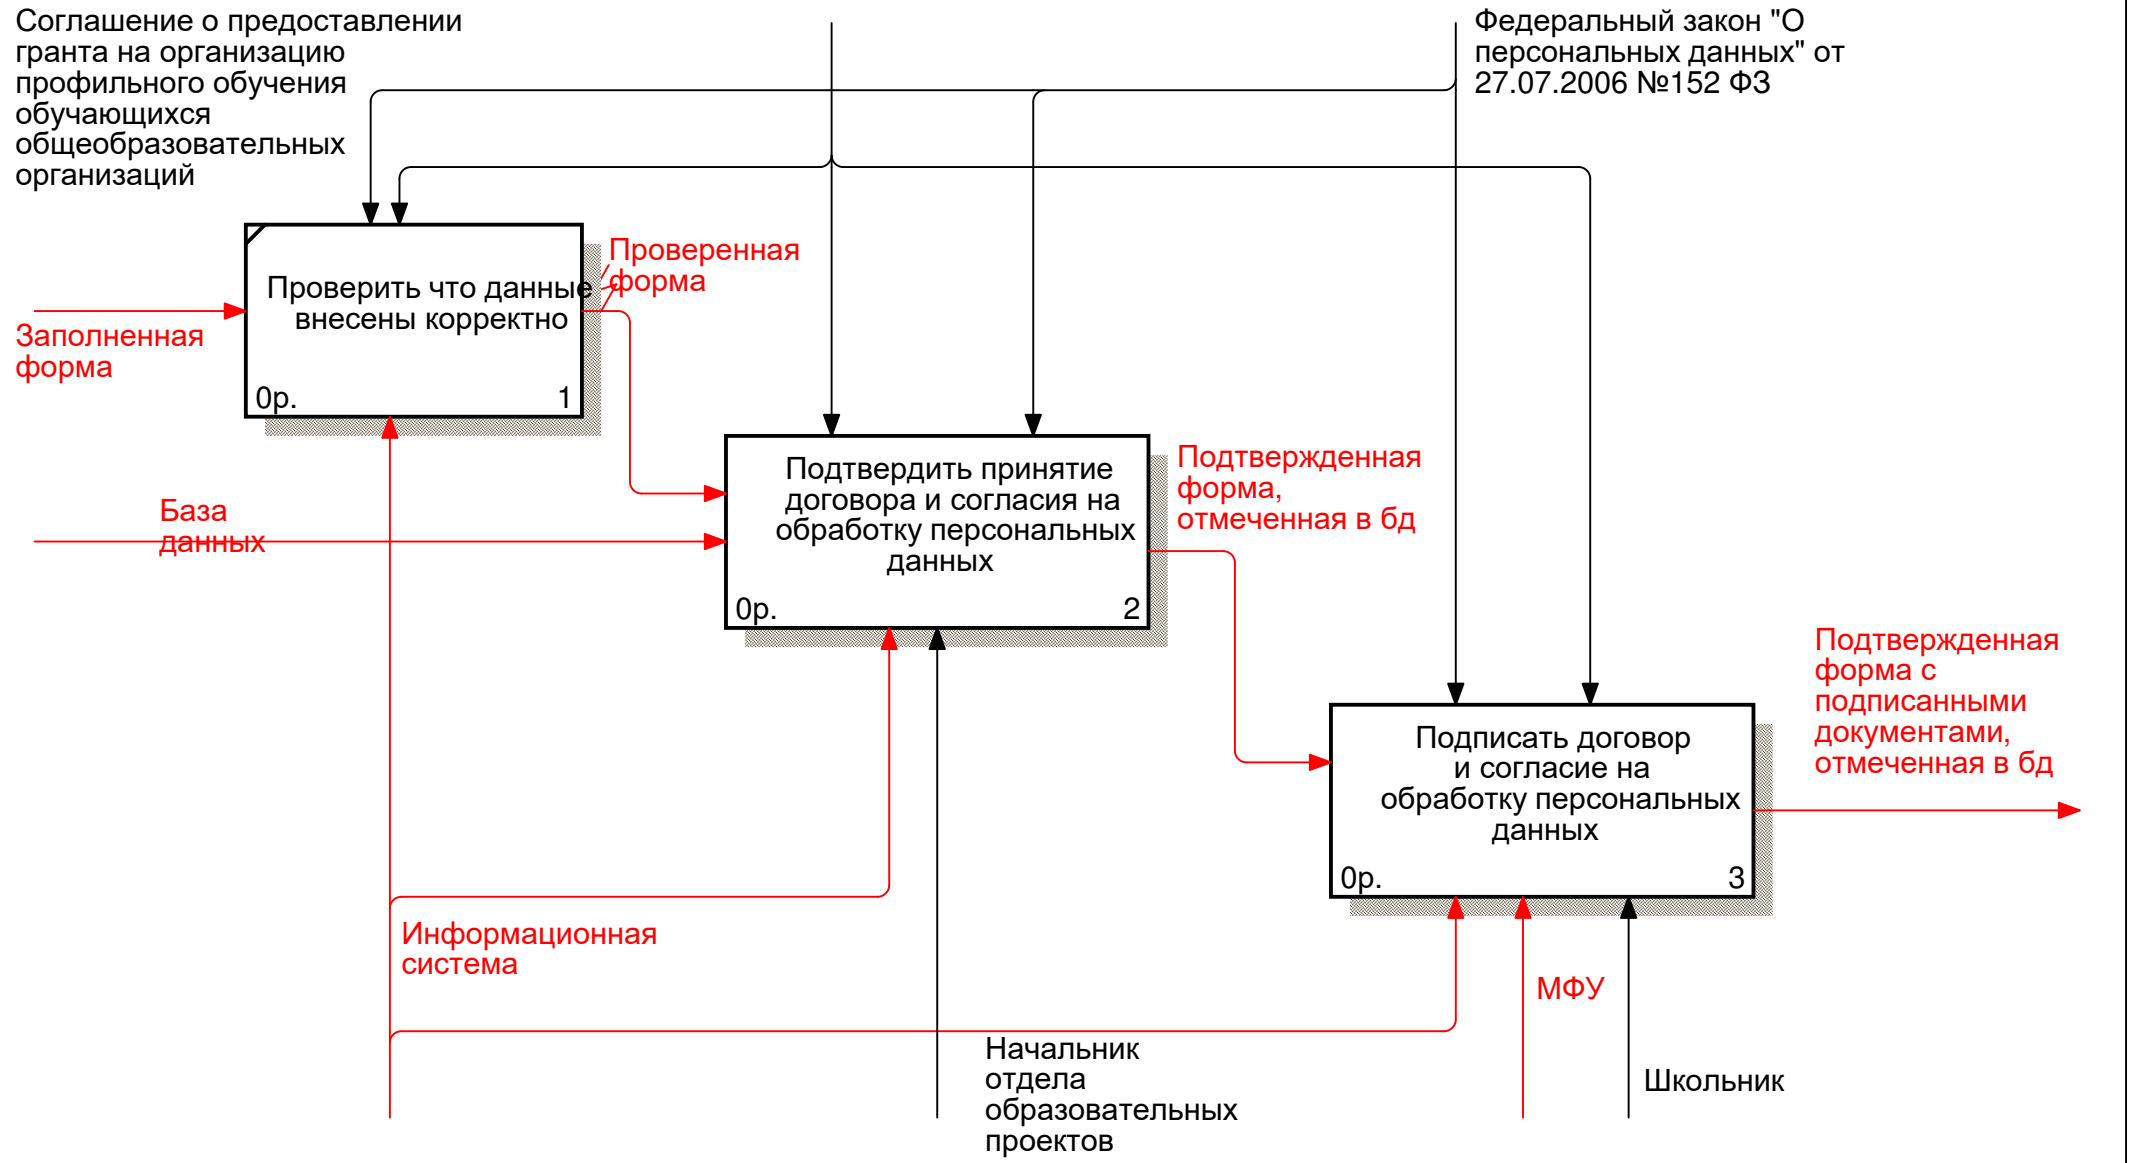 Соглашение о предоставлении
гранта на организацию
профильного обучения
обучающихся
общеобразовательных
организаций
Федеральный закон "О
персональных данных" от
27.07.2006 №152 ФЗ
Проверить что данные
внесены корректно
0р.
1
Проверенная
форма
Заполненная
форма
База
данных
Подтвердить принятие
договора и согласия на
обработку персональных
данных
0р.
2
Подтвержденная
форма,
отмеченная в бд
Подписать договор
и согласие на
обработку персональных
данных
0р.
3
Подтвержденная
форма с
подписанными
документами,
отмеченная в бд
Информационная
система
МФУ
Начальник
отдела
образовательных
проектов
Школьник